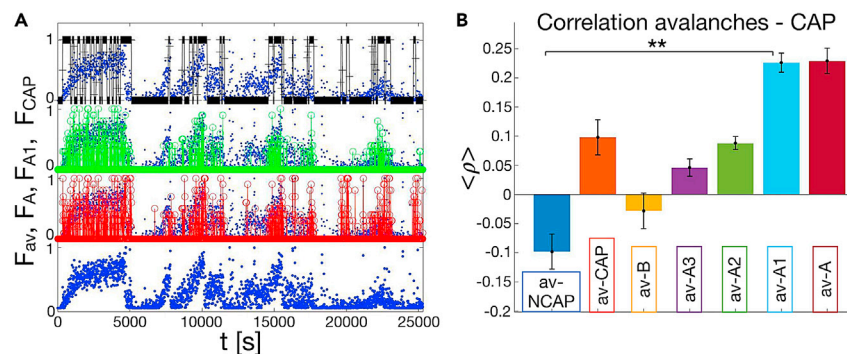 A
F_av, F_A, F_A1, F_CAP
1
0
1
0
1
0
1
0
0 5000 10000 15000 20000 25000
t [s]
B
Correlation avalanches - CAP
**
<ρ>
0.25
0.2
0.15
0.1
0.05
0
-0.05
-0.1
-0.15
-0.2
av-
NCAP
av-CAP
av-B
av-A3
av-A2
av-A1
av-A